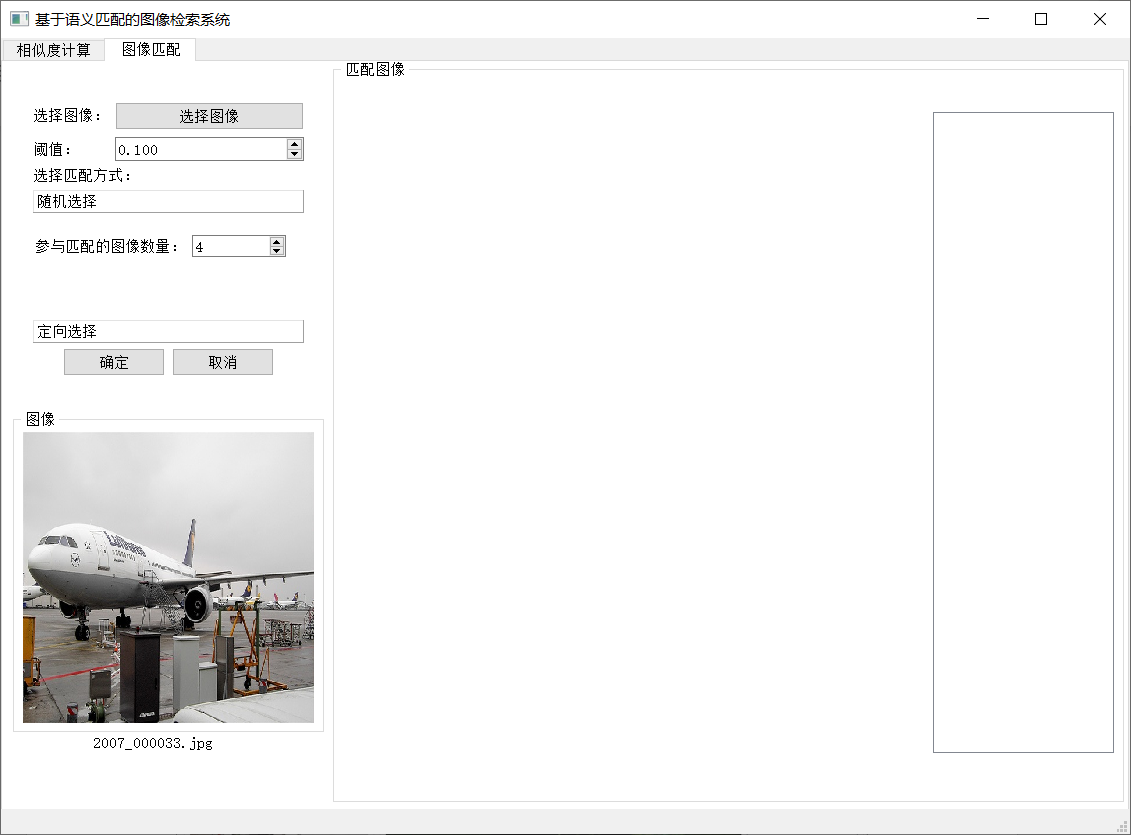 基于语义匹配的图像检索系统
相似度计算 图像匹配
匹配图像
选择图像： 选择图像
阈值： 0.100
选择匹配方式：
随机选择
参与匹配的图像数量： 4
定向选择
确定 取消
图像
Lufthansa
2007_000033.jpg